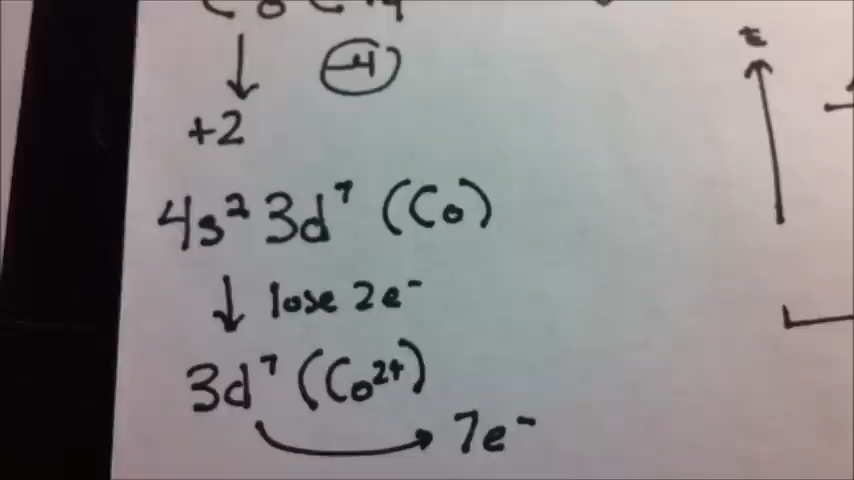 -4
+2
4s² 3d⁷ (Co)
lose 2e⁻
3d⁷ (Co²⁺)
7e⁻
E